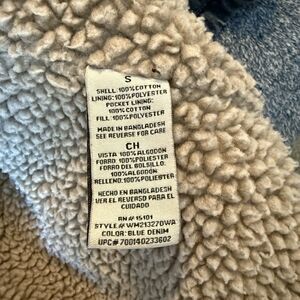 S
SHELL: 100% COTTON
LINING: 100% POLYESTER
POCKET LINING:
100% COTTON
FILL: 100% POLYESTER
MADE IN BANGLADESH
SEE REVERSE FOR CARE
CH
VISTA: 100% ALGODON
FORRO: 100% POLIESTER
FORRO DEL BOLSILLO:
100% ALGODON
RELLENO: 100% POLIESTER
HECHO EN BANGLADESH
VER EL REVERSO PARA
EL CUIDADO
RN# 15101
STYLE# WM213270WA
COLOR: BLUE DENIM
UPC# 700140233602